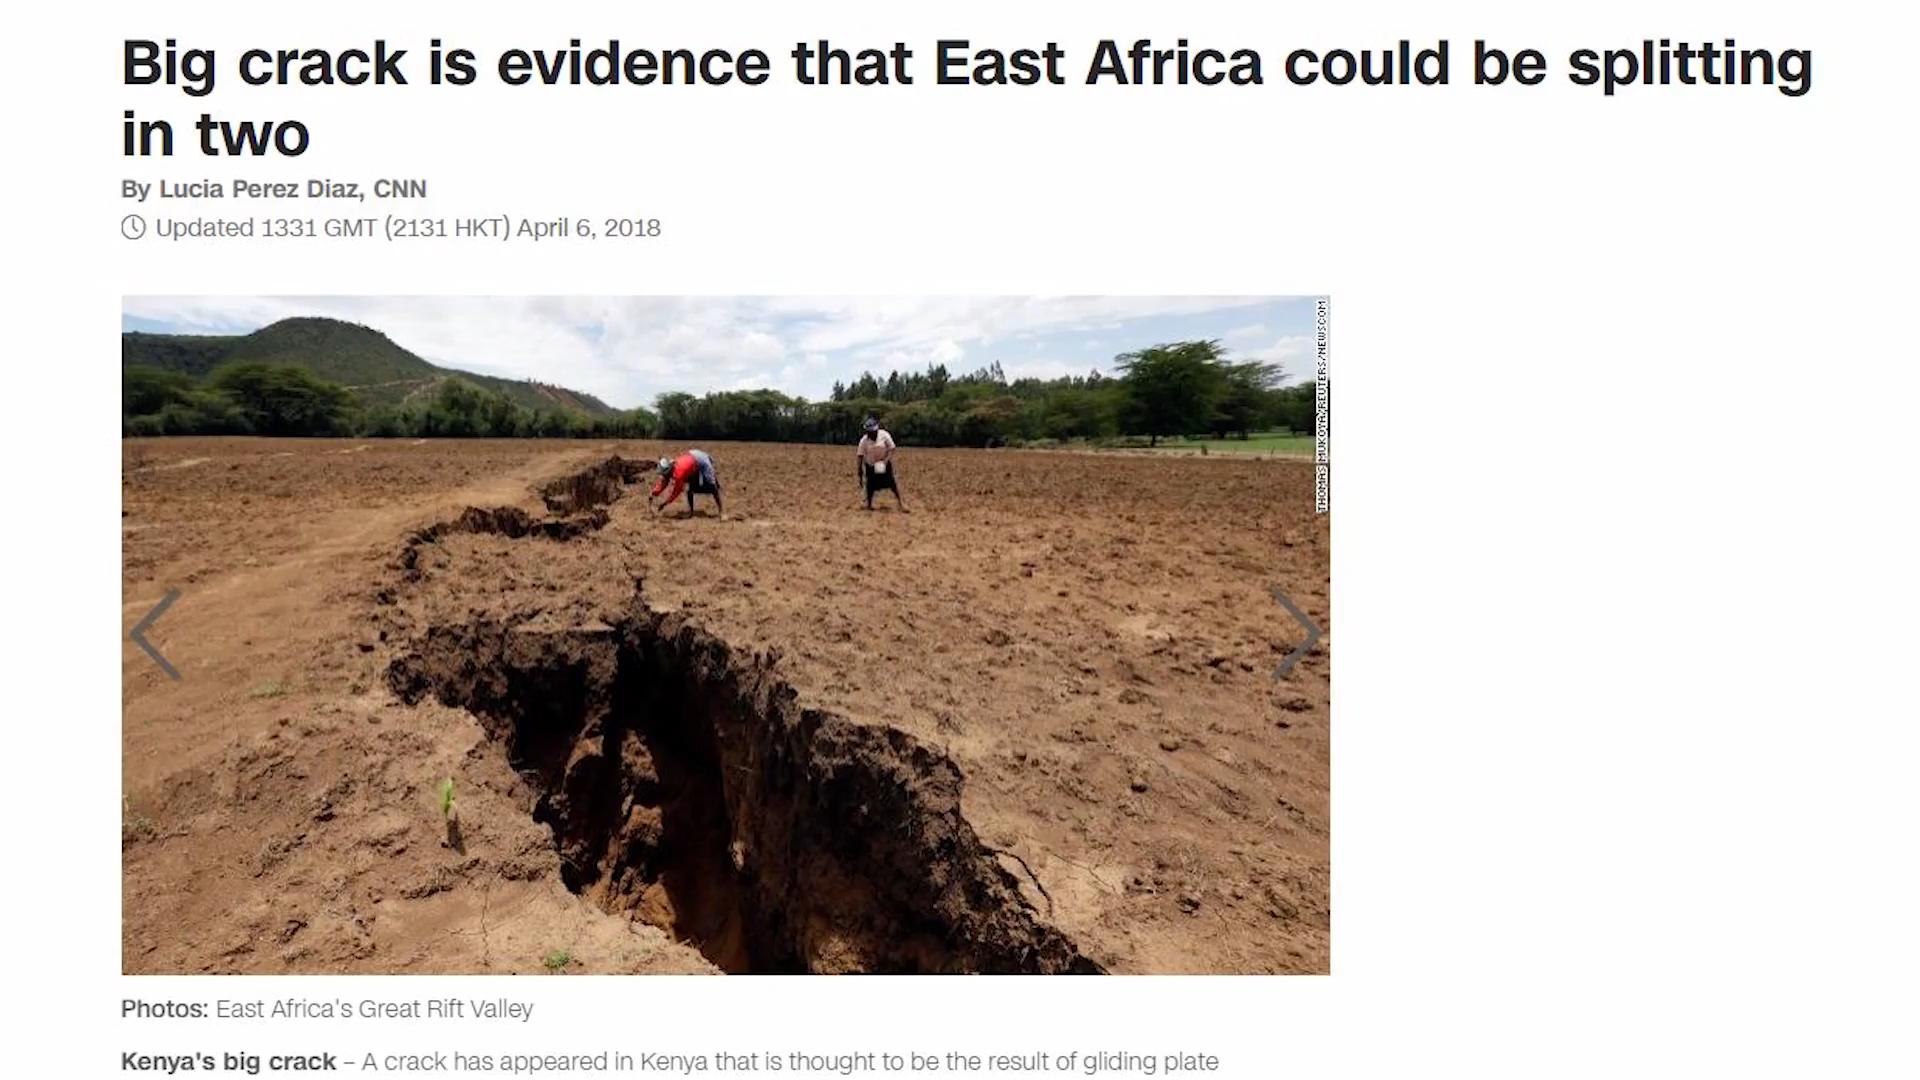 Big crack is evidence that East Africa could be splitting
in two
By Lucia Perez Diaz, CNN
Updated 1331 GMT (2131 HKT) April 6, 2018
THOMAS MUKOYA/REUTERS/NEWSCOM
Photos: East Africa's Great Rift Valley
Kenya's big crack – A crack has appeared in Kenya that is thought to be the result of gliding plate